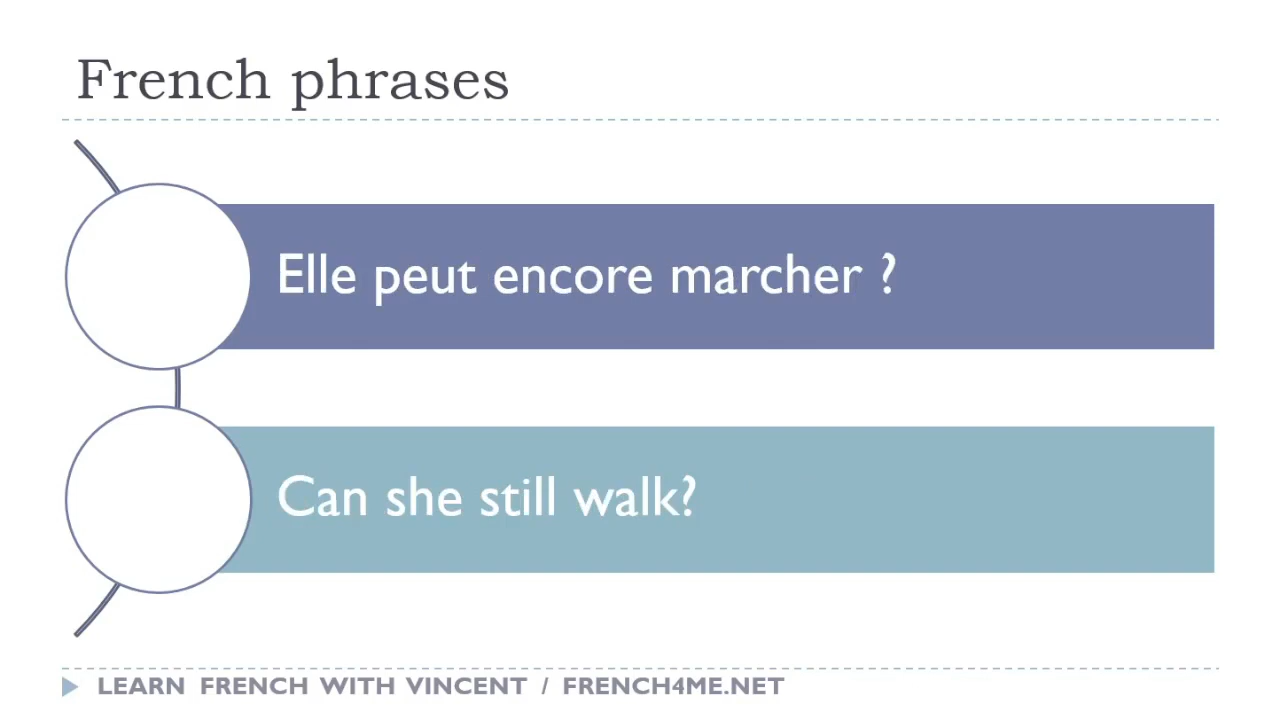 French phrases
Elle peut encore marcher ?
Can she still walk?
LEARN FRENCH WITH VINCENT / FRENCH4ME.NET